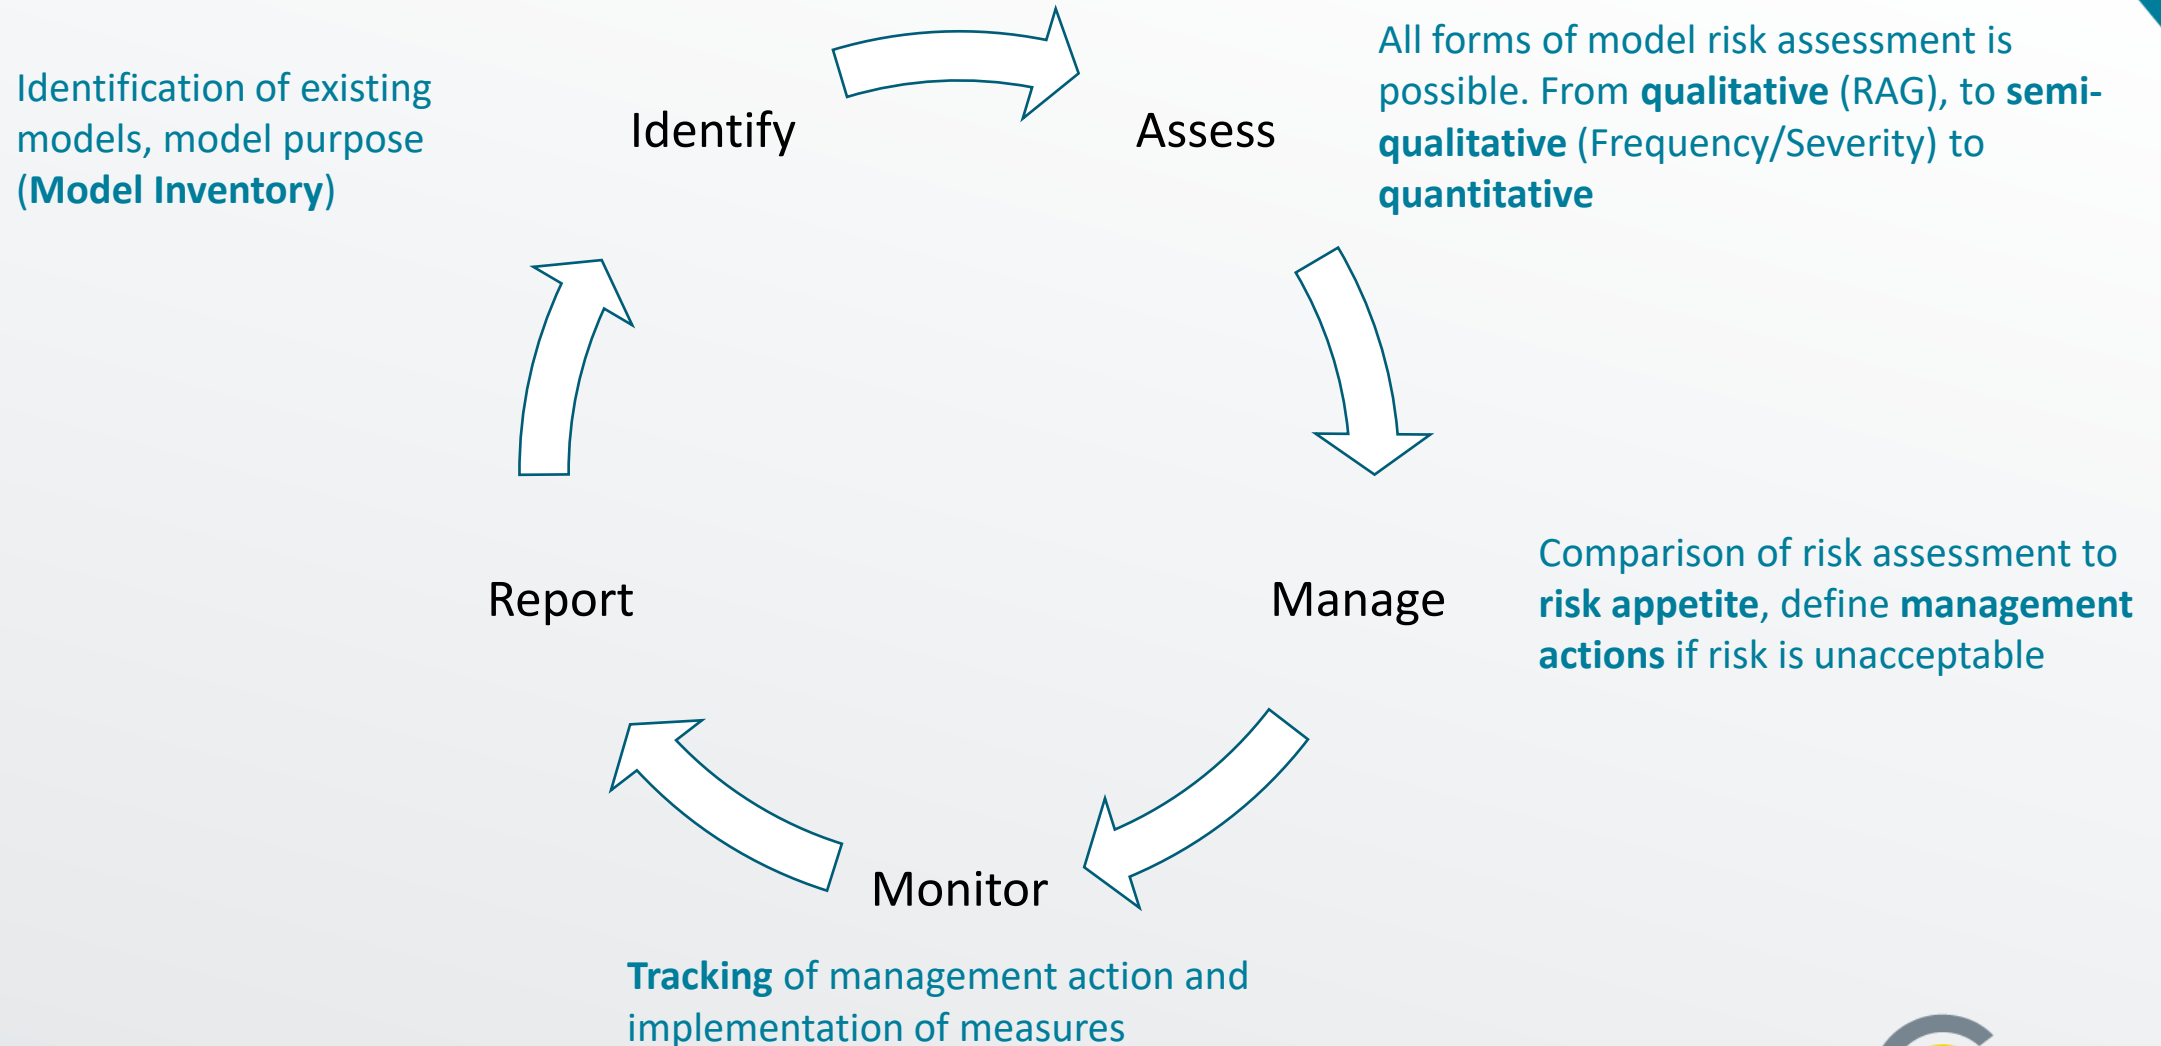 Identification of existing
models, model purpose
(Model Inventory)
Identify
Assess
All forms of model risk assessment is
possible. From qualitative (RAG), to semi-
qualitative (Frequency/Severity) to
quantitative
Report
Manage
Comparison of risk assessment to
risk appetite, define management
actions if risk is unacceptable
Monitor
Tracking of management action and
implementation of measures